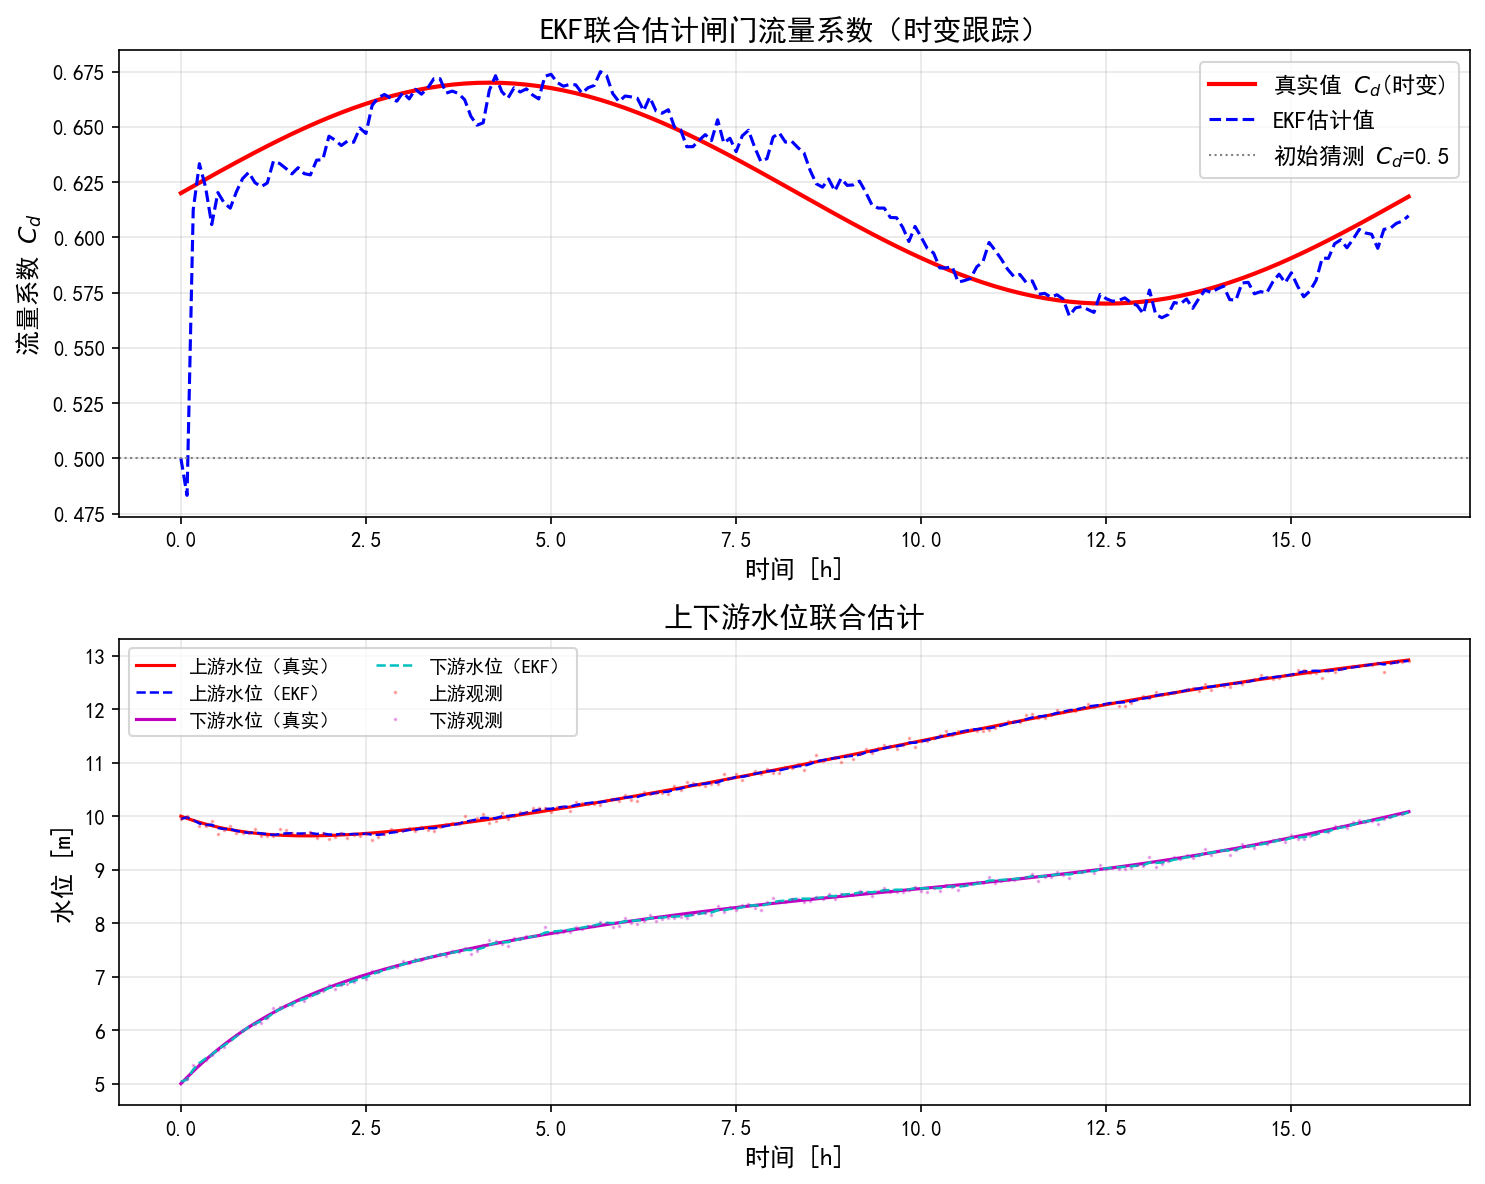 EKF联合估计闸门流量系数（时变跟踪）
流量系数 C_d
0.675
0.650
0.625
0.600
0.575
0.550
0.525
0.500
0.475
真实值 C_d(时变)
EKF估计值
初始猜测 C_d=0.5
0.0 2.5 5.0 7.5 10.0 12.5 15.0
时间 [h]
上下游水位联合估计
水位 [m]
13
12
11
10
9
8
7
6
5
上游水位（真实）
上游水位（EKF）
下游水位（真实）
下游水位（EKF）
上游观测
下游观测
0.0 2.5 5.0 7.5 10.0 12.5 15.0
时间 [h]